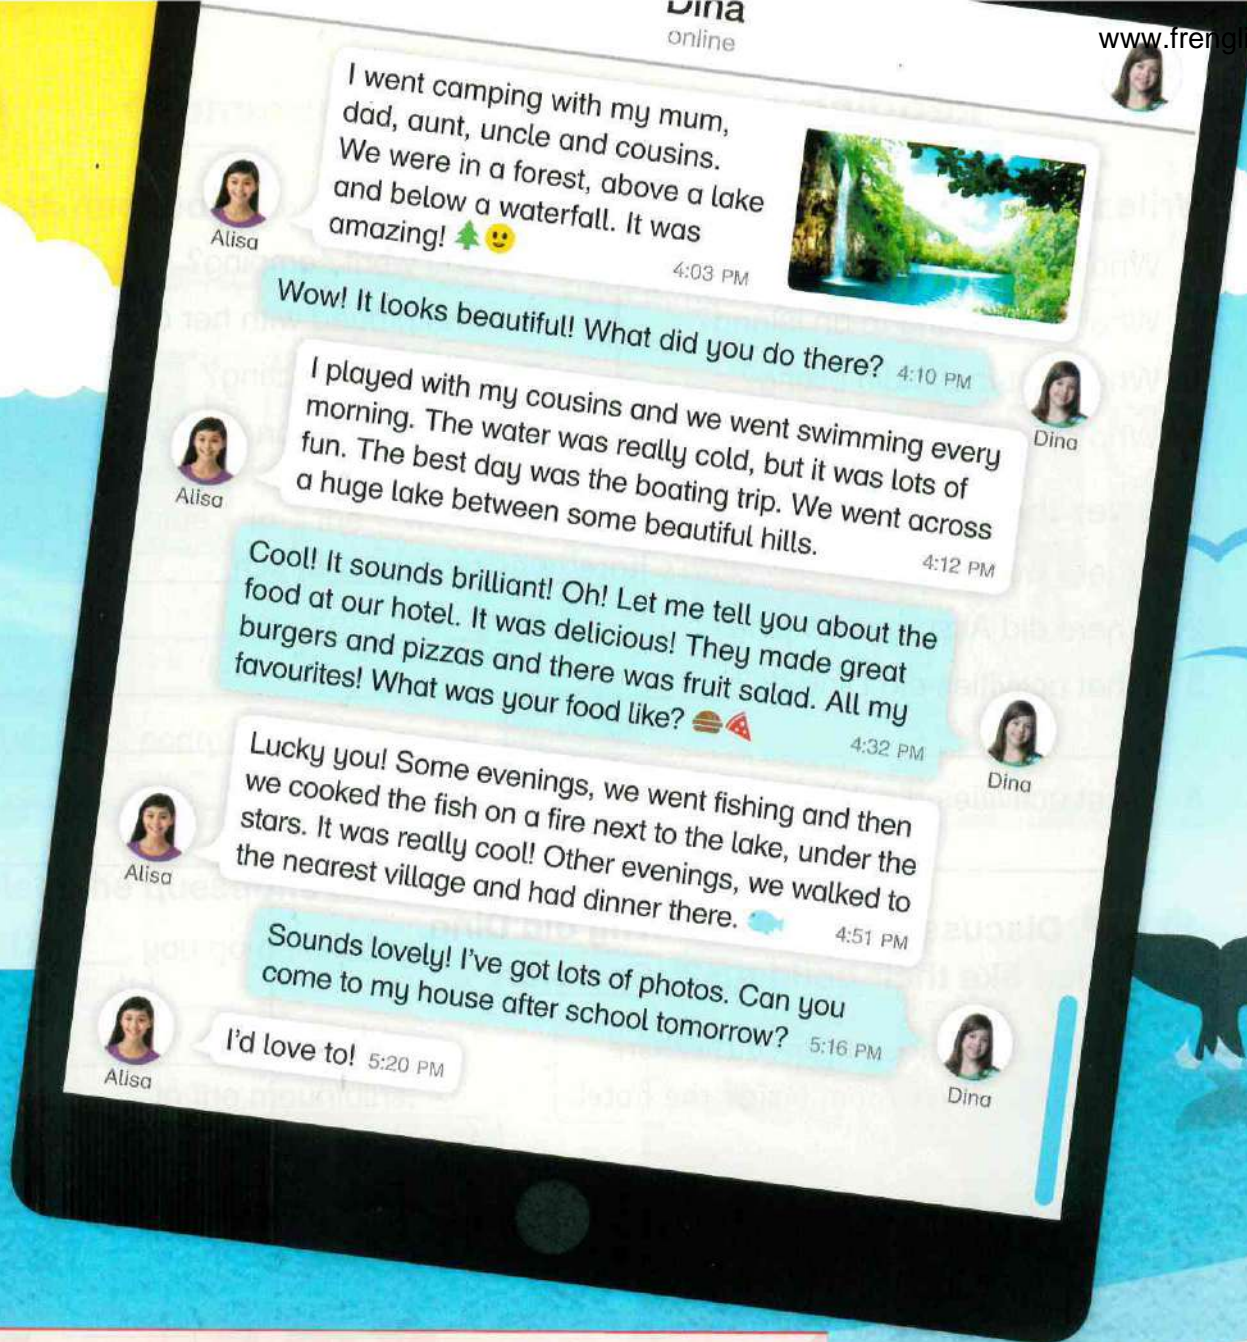 Dina
online
www.frengli
I went camping with my mum,
dad, aunt, uncle and cousins.
We were in a forest, above a lake
and below a waterfall. It was
amazing!
4:03 PM
Alisa
Wow! It looks beautiful! What did you do there? 4:10 PM
Dina
I played with my cousins and we went swimming every
morning. The water was really cold, but it was lots of
fun. The best day was the boating trip. We went across
a huge lake between some beautiful hills.
4:12 PM
Alisa
Cool! It sounds brilliant! Oh! Let me tell you about the
food at our hotel. It was delicious! They made great
burgers and pizzas and there was fruit salad. All my
favourites! What was your food like?
4:32 PM
Dina
Lucky you! Some evenings, we went fishing and then
we cooked the fish on a fire next to the lake, under the
stars. It was really cool! Other evenings, we walked to
the nearest village and had dinner there.
4:51 PM
Alisa
Sounds lovely! I've got lots of photos. Can you
come to my house after school tomorrow? 5:16 PM
Dina
I'd love to! 5:20 PM
Alisa